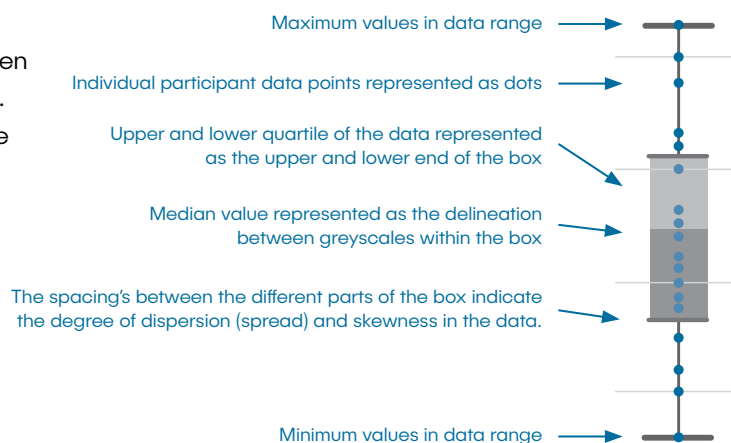 Maximum values in data range
en
Individual participant data points represented as dots
.
e
Upper and lower quartile of the data represented
as the upper and lower end of the box
Median value represented as the delineation
between greyscales within the box
The spacing's between the different parts of the box indicate
the degree of dispersion (spread) and skewness in the data.
Minimum values in data range